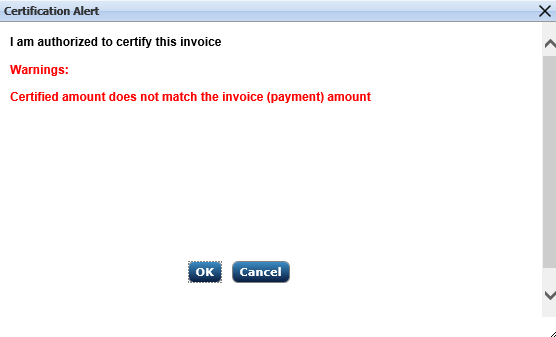 Certification Alert
I am authorized to certify this invoice
Warnings:
Certified amount does not match the invoice (payment) amount
OK
Cancel